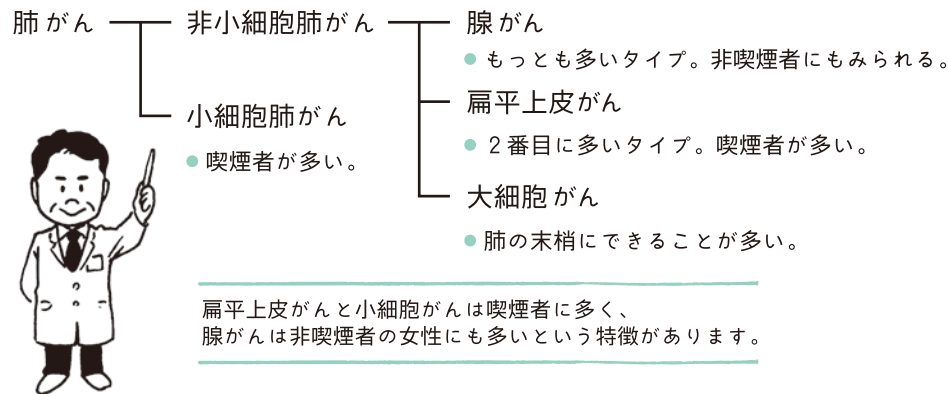 肺がん
非小細胞肺がん
腺がん
もっとも多いタイプ。非喫煙者にもみられる。
扁平上皮がん
2番目に多いタイプ。喫煙者が多い。
大細胞がん
肺の末梢にできることが多い。
小細胞肺がん
喫煙者が多い。
扁平上皮がんと小細胞がんは喫煙者に多く、
腺がんは非喫煙者の女性にも多いという特徴があります。